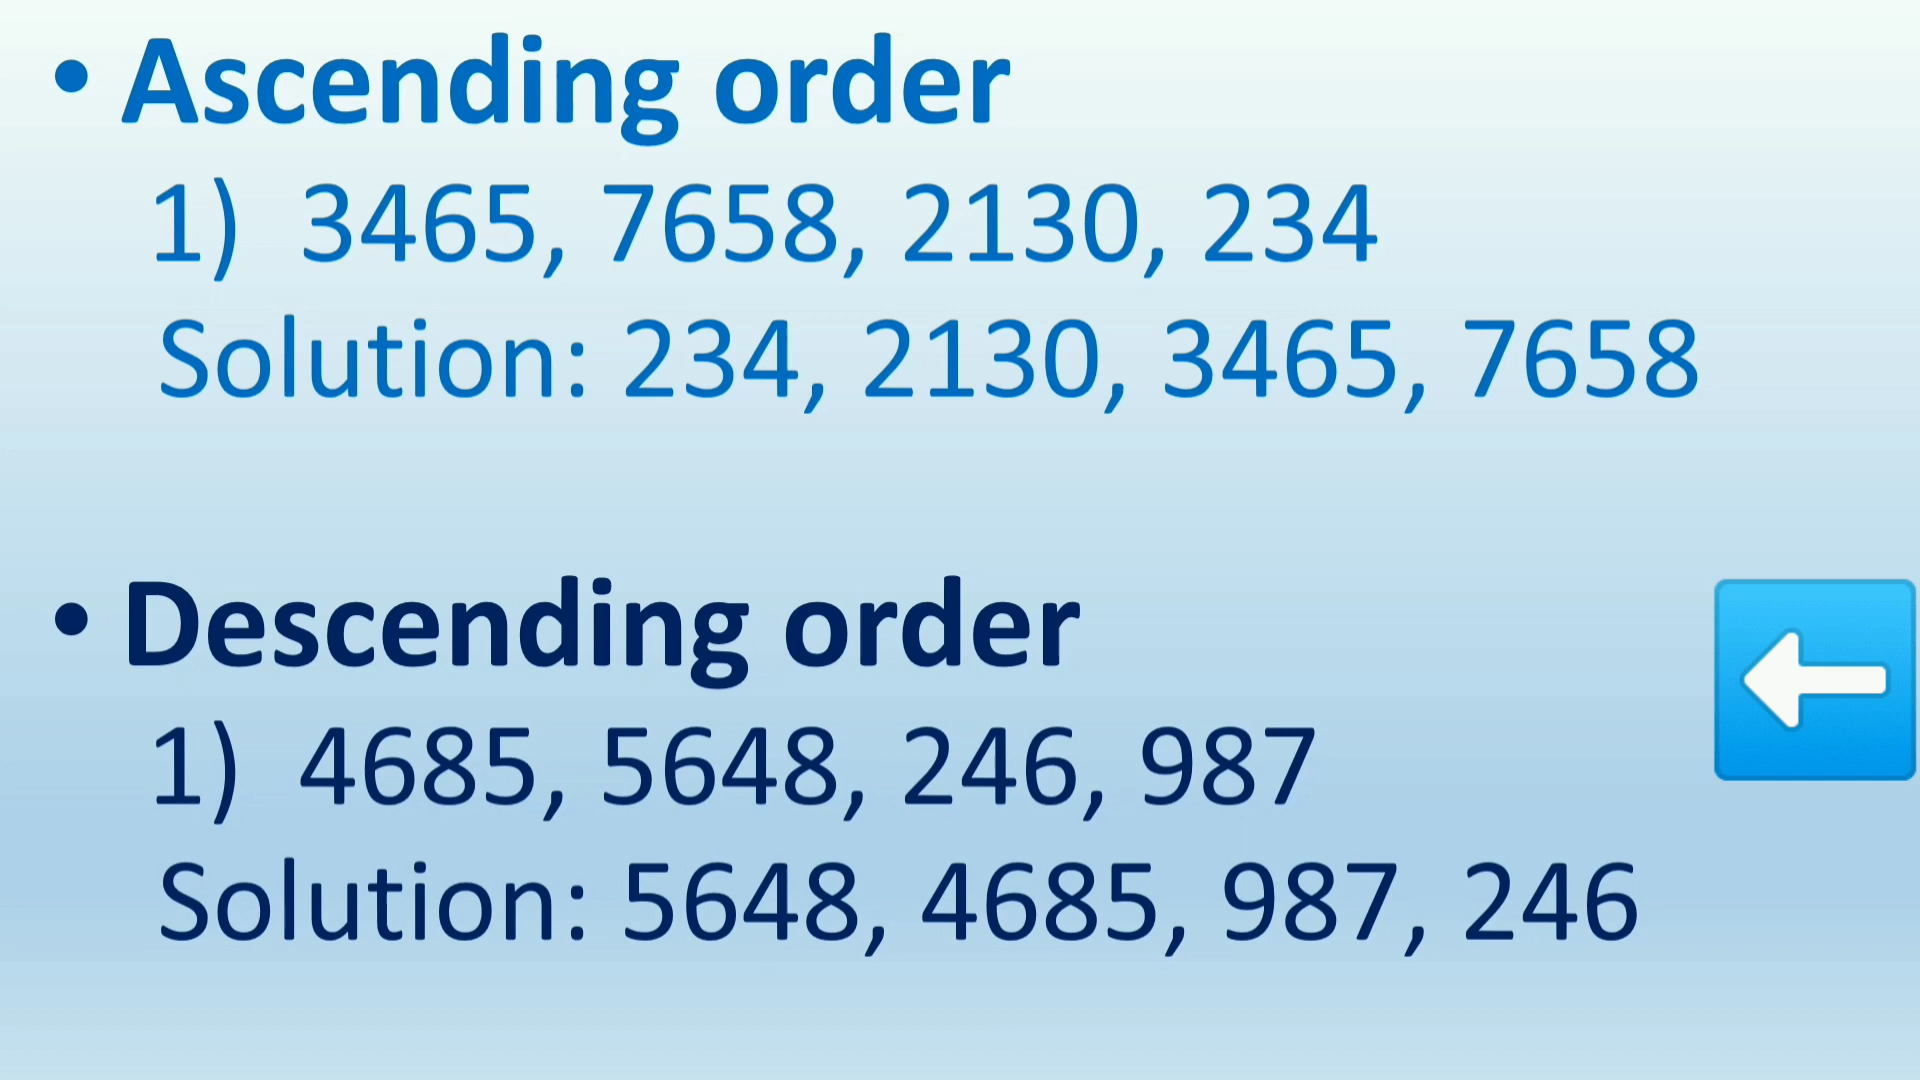 • Ascending order
1) 3465, 7658, 2130, 234
Solution: 234, 2130, 3465, 7658
• Descending order
1) 4685, 5648, 246, 987
Solution: 5648, 4685, 987, 246